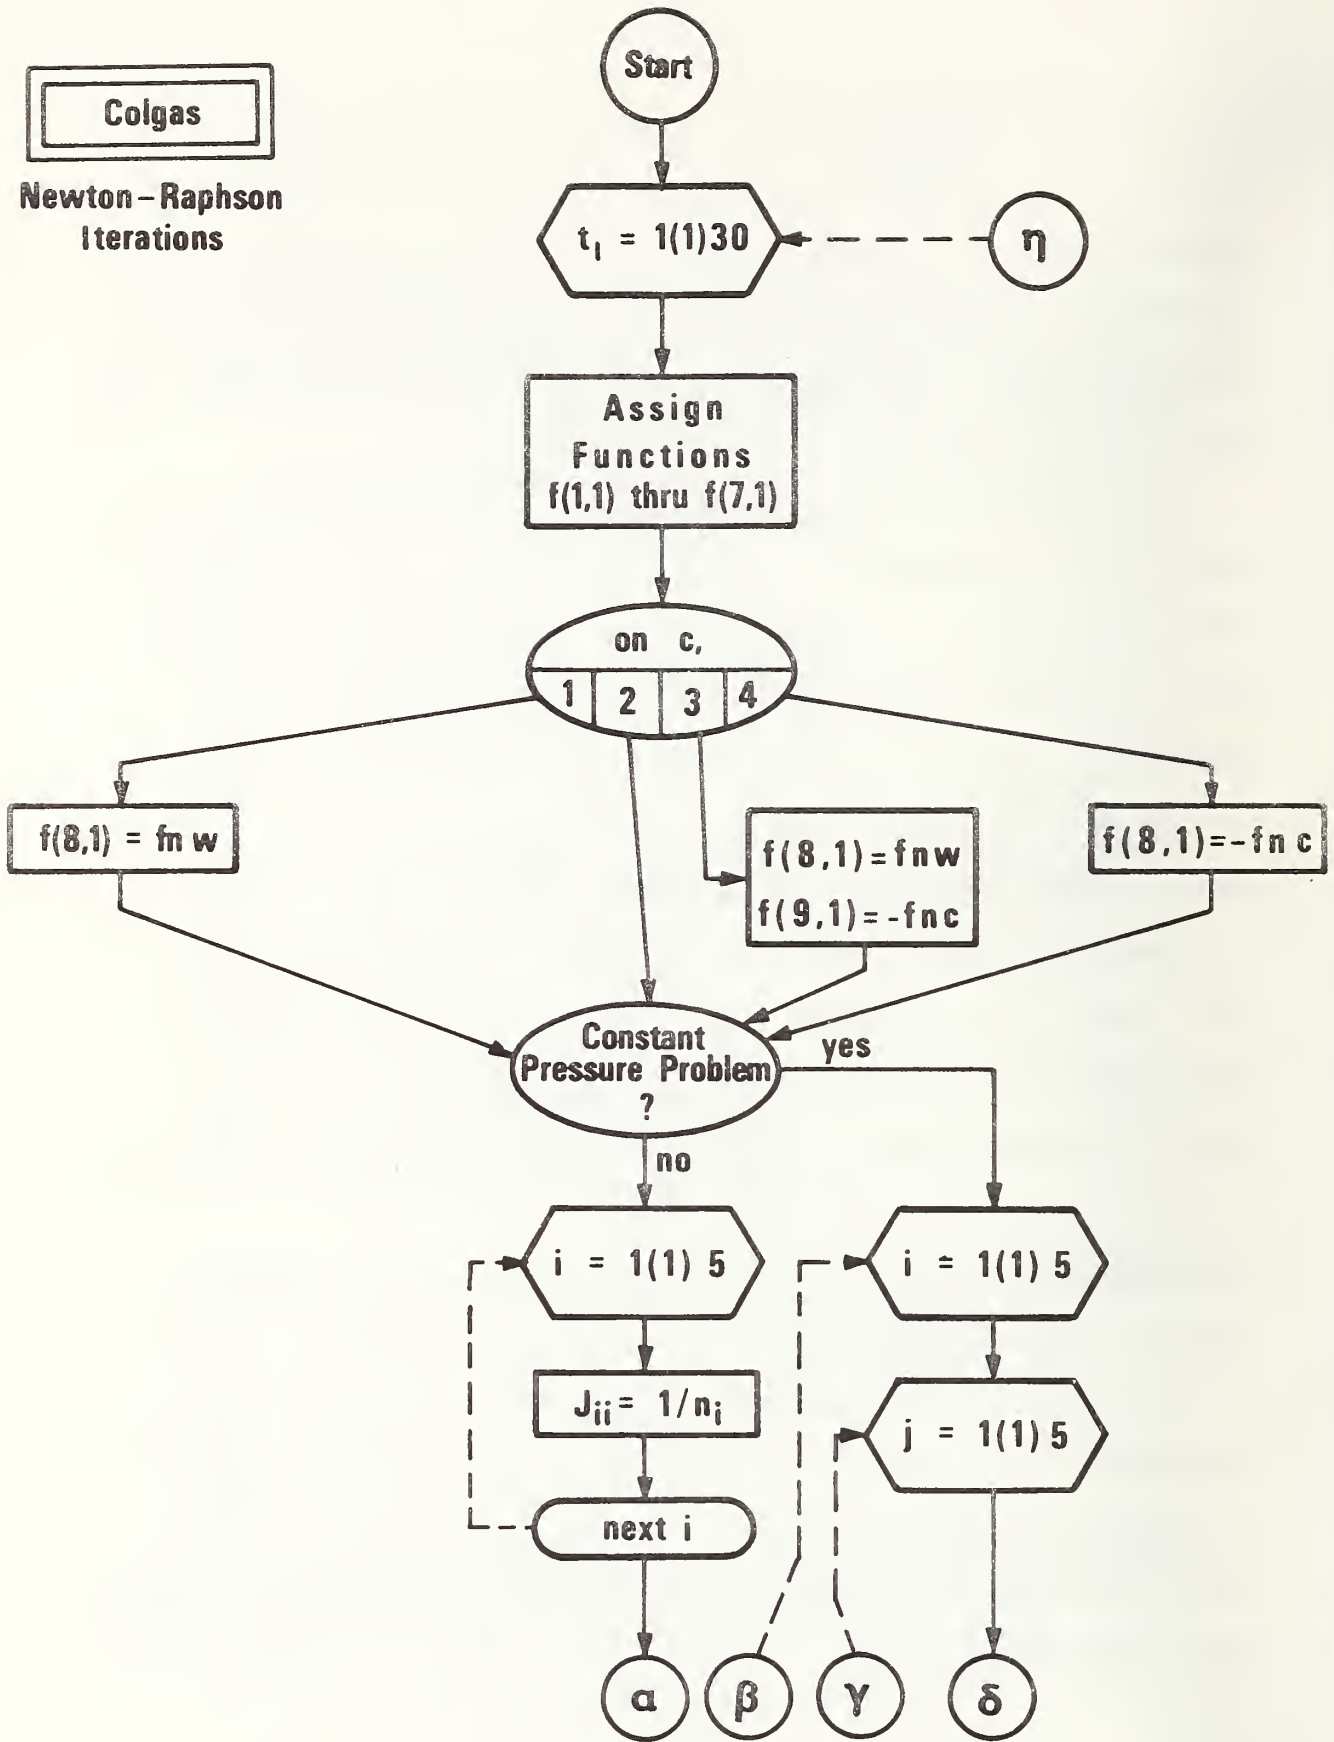 Start
Colgas
Newton-Raphson
Iterations
t₁ = 1(1)30
η
Assign
Functions
f(1,1) thru f(7,1)
on c,
1 2 3 4
f(8,1) = fn w
f(8,1)=fnw
f(9,1)=-fnc
f(8,1)=-fn c
Constant
Pressure Problem
?
yes
no
i = 1(1) 5
i = 1(1) 5
Jᵢᵢ = 1/nᵢ
j = 1(1) 5
next i
α
β
γ
δ